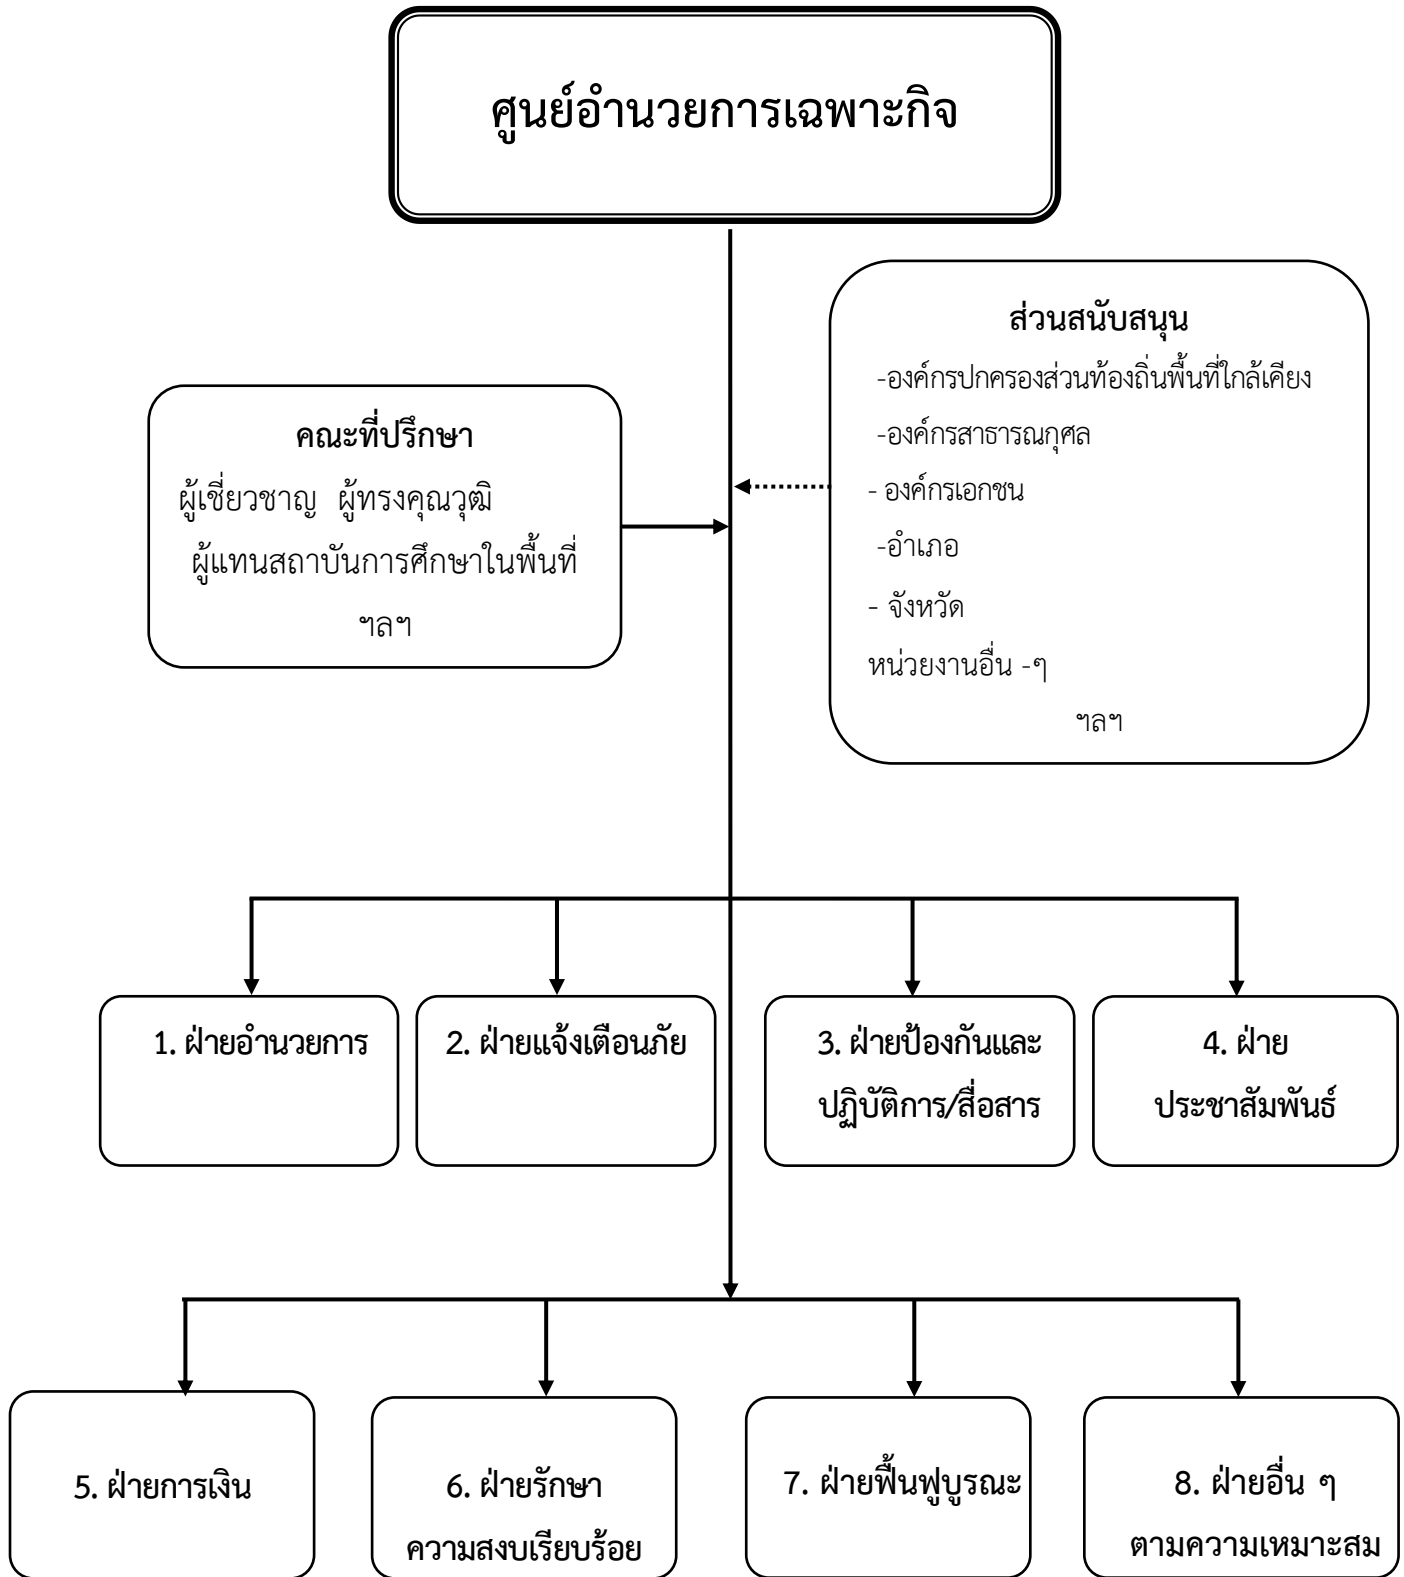 ศูนย์อำนวยการเฉพาะกิจ
ส่วนสนับสนุน
-องค์กรปกครองส่วนท้องถิ่นพื้นที่ใกล้เคียง
-องค์กรสาธารณกุศล
- องค์กรเอกชน
-อำเภอ
- จังหวัด
หน่วยงานอื่น -ๆ
ฯลฯ
คณะที่ปรึกษา
ผู้เชี่ยวชาญ ผู้ทรงคุณวุฒิ
ผู้แทนสถาบันการศึกษาในพื้นที่
ฯลฯ
1. ฝ่ายอำนวยการ
2. ฝ่ายแจ้งเตือนภัย
3. ฝ่ายป้องกันและ
ปฏิบัติการ/สื่อสาร
4. ฝ่าย
ประชาสัมพันธ์
5. ฝ่ายการเงิน
6. ฝ่ายรักษา
ความสงบเรียบร้อย
7. ฝ่ายฟื้นฟูบูรณะ
8. ฝ่ายอื่น ๆ
ตามความเหมาะสม